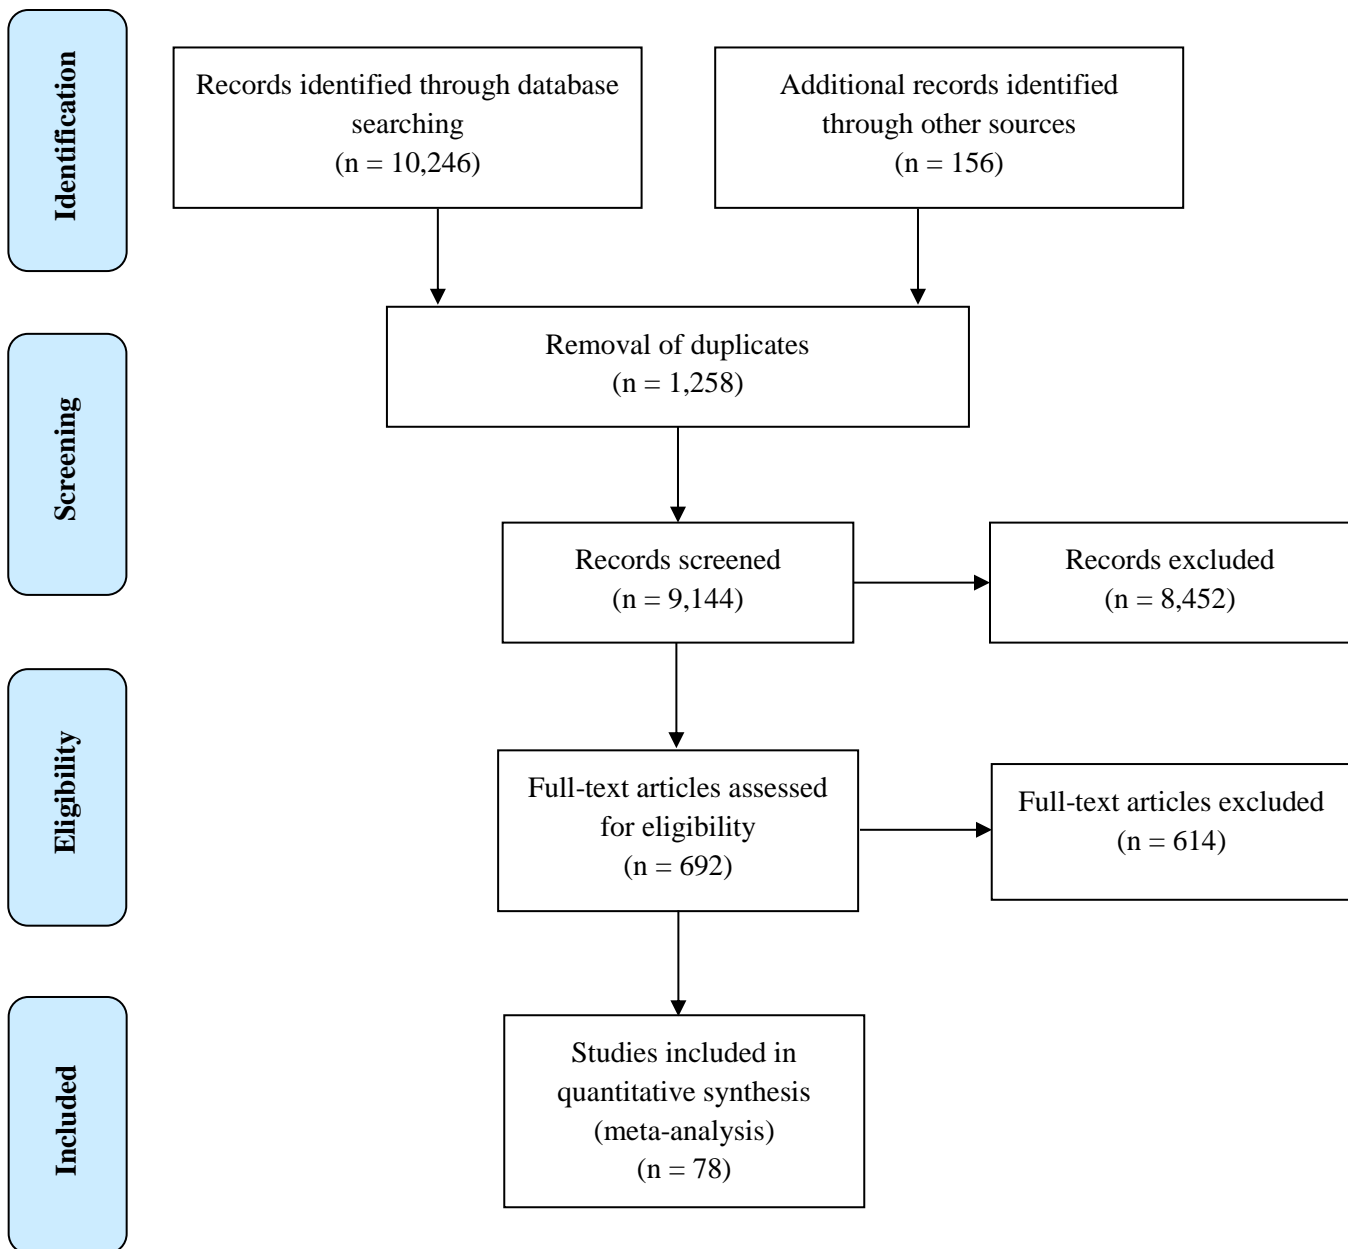 Identification
Records identified through database
searching
(n = 10,246)
Additional records identified
through other sources
(n = 156)
Removal of duplicates
(n = 1,258)
Screening
Records screened
(n = 9,144)
Records excluded
(n = 8,452)
Eligibility
Full-text articles assessed
for eligibility
(n = 692)
Full-text articles excluded
(n = 614)
Included
Studies included in
quantitative synthesis
(meta-analysis)
(n = 78)